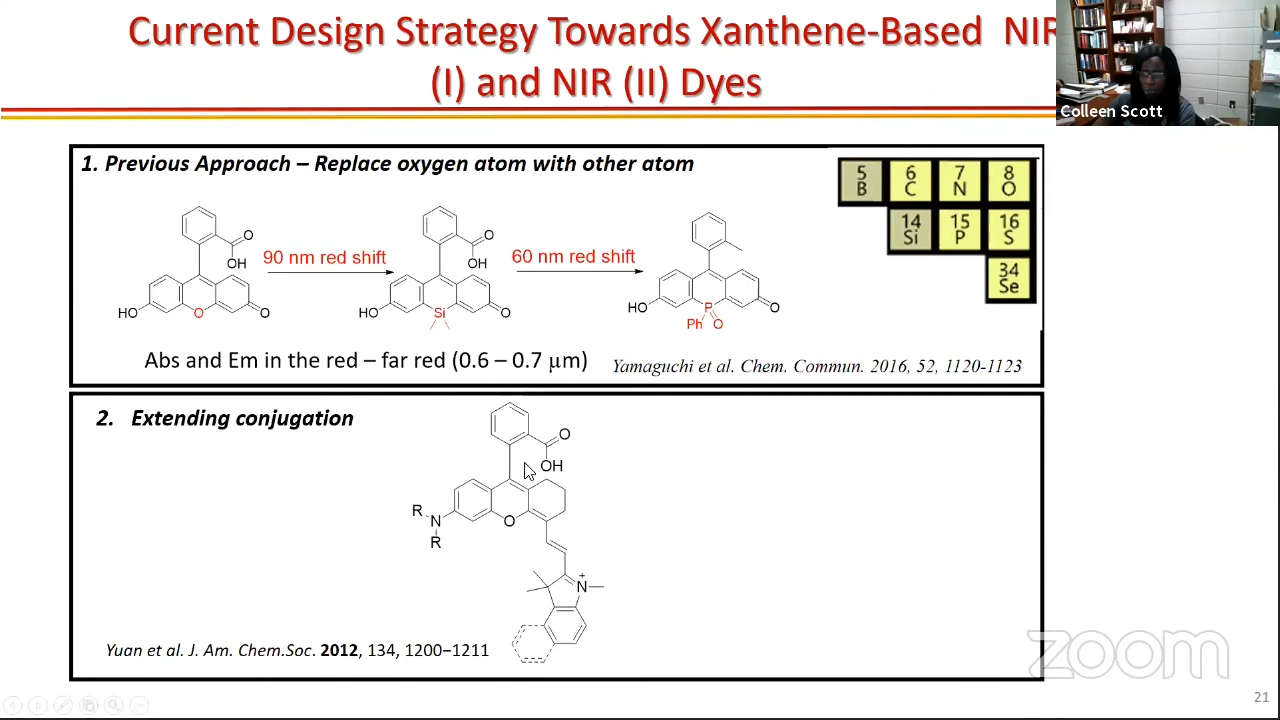 Current Design Strategy Towards Xanthene-Based NIR
(I) and NIR (II) Dyes
Colleen Scott
1. Previous Approach – Replace oxygen atom with other atom
5 B
6 C
7 N
8 O
14 Si
15 P
16 S
34 Se
O
OH
HO
O
O
90 nm red shift
O
OH
HO
Si
O
60 nm red shift
HO
P
O
Ph
O
Abs and Em in the red – far red (0.6 – 0.7 μm)
Yamaguchi et al. Chem. Commun. 2016, 52, 1120-1123
2. Extending conjugation
O
OH
R
N
R
O
N
+
Yuan et al. J. Am. Chem.Soc. 2012, 134, 1200−1211
zoom
21